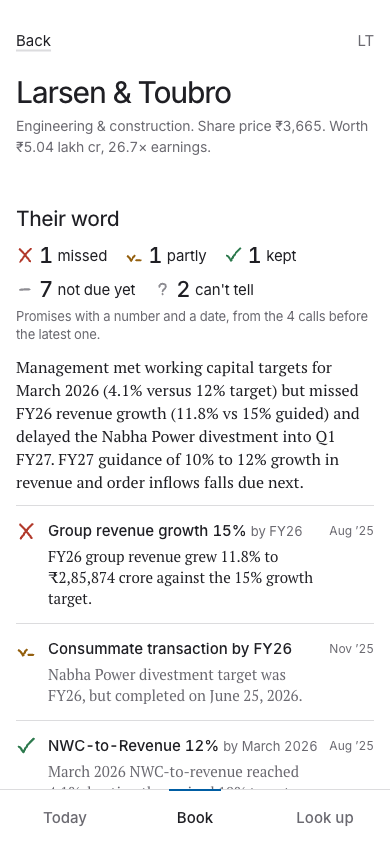 Back LT
Larsen & Toubro
Engineering & construction. Share price ₹3,665. Worth
₹5.04 lakh cr, 26.7× earnings.
Their word
1 missed 1 partly 1 kept
7 not due yet ? 2 can't tell
Promises with a number and a date, from the 4 calls before
the latest one.
Management met working capital targets for
March 2026 (4.1% versus 12% target) but missed
FY26 revenue growth (11.8% vs 15% guided) and
delayed the Nabha Power divestment into Q1
FY27. FY27 guidance of 10% to 12% growth in
revenue and order inflows falls due next.
Group revenue growth 15% by FY26 Aug ’25
FY26 group revenue grew 11.8% to
₹2,85,874 crore against the 15% growth
target.
Consummate transaction by FY26 Nov ’25
Nabha Power divestment target was
FY26, but completed on June 25, 2026.
NWC-to-Revenue 12% by March 2026 Aug ’25
March 2026 NWC-to-revenue reached
Today Book Look up